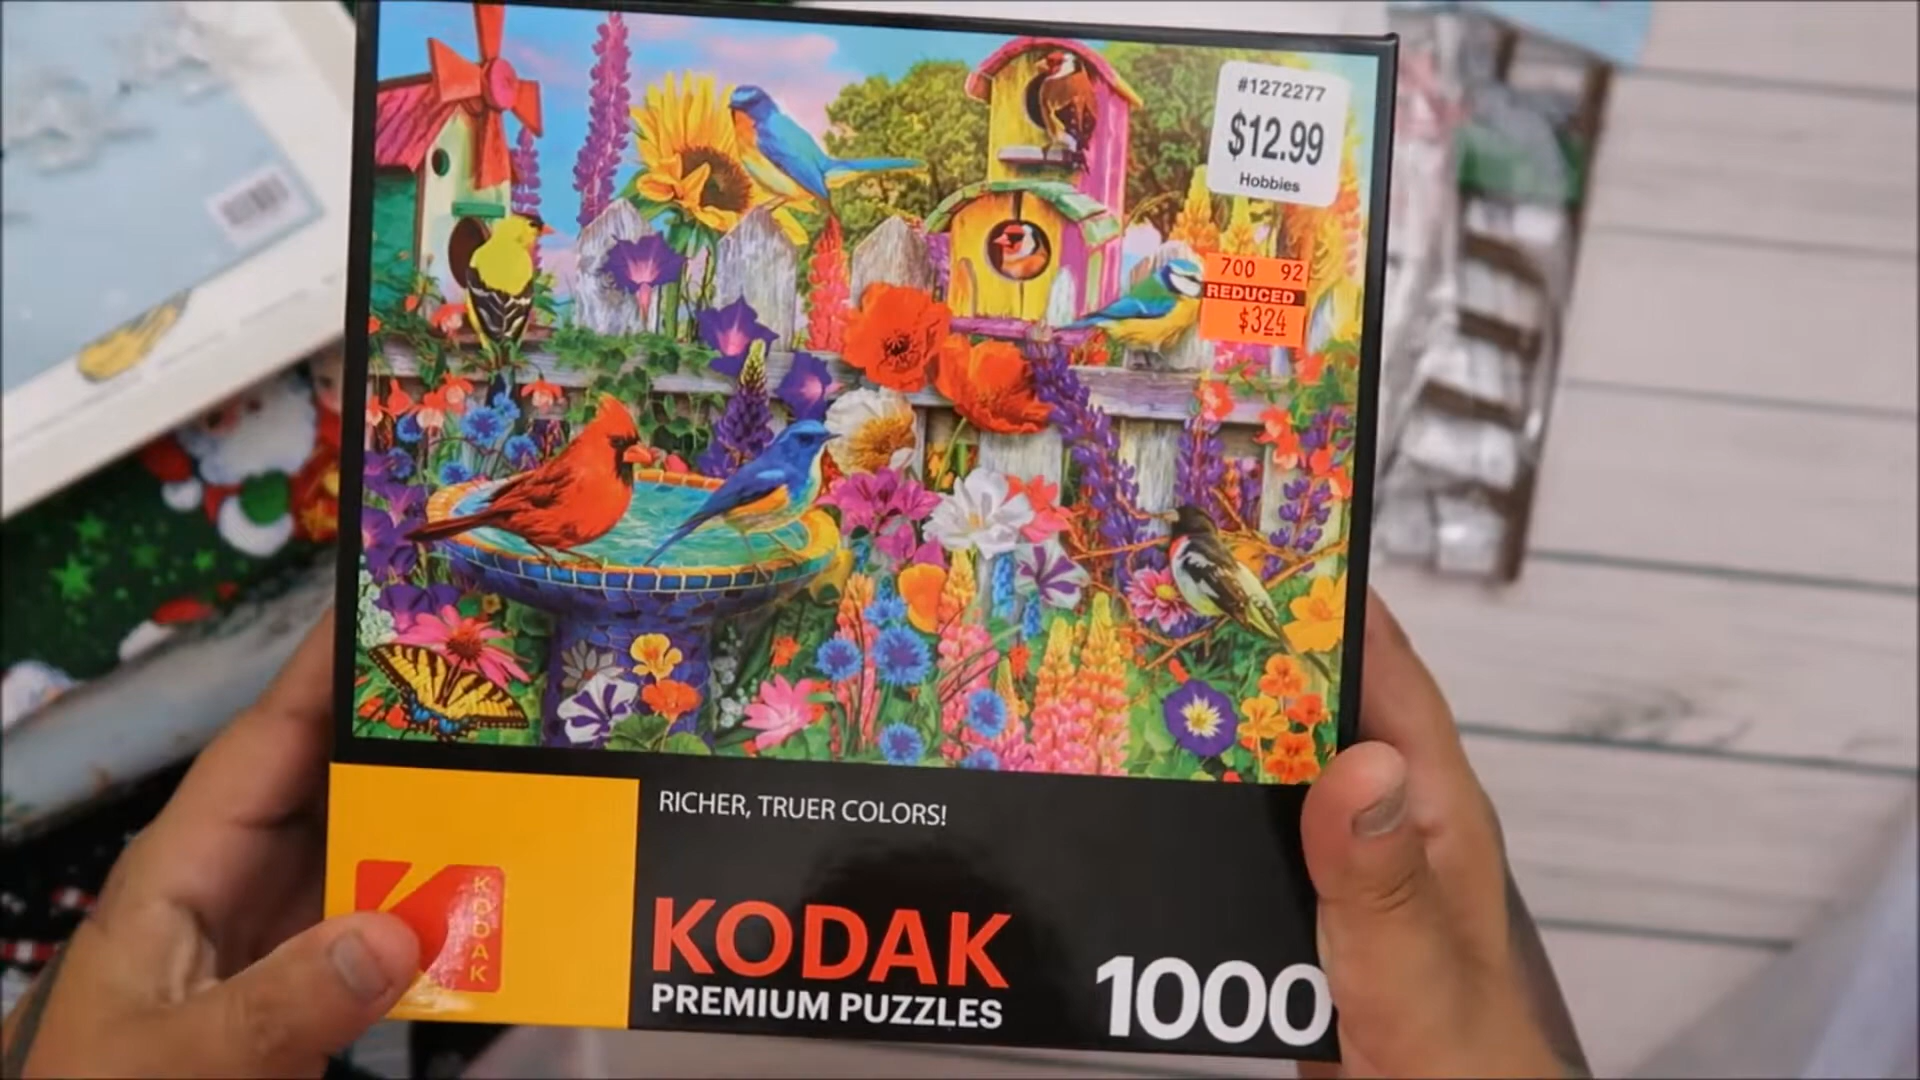 #1272277
$12.99
Hobbies
700 92
REDUCED
$324
RICHER, TRUER COLORS!
KODAK
KODAK
PREMIUM PUZZLES
1000